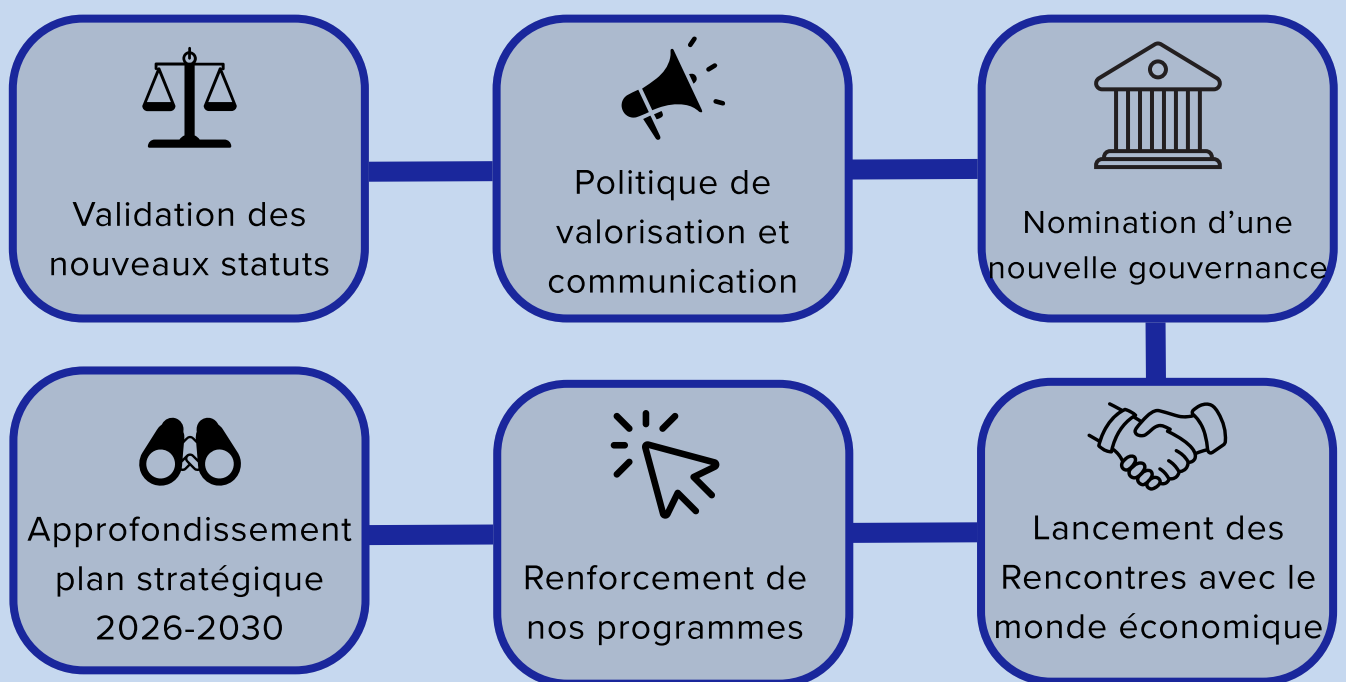 Validation des
nouveaux statuts
Politique de
valorisation et
communication
Nomination d’une
nouvelle gouvernance
Approfondissement
plan stratégique
2026-2030
Renforcement de
nos programmes
Lancement des
Rencontres avec le
monde économique